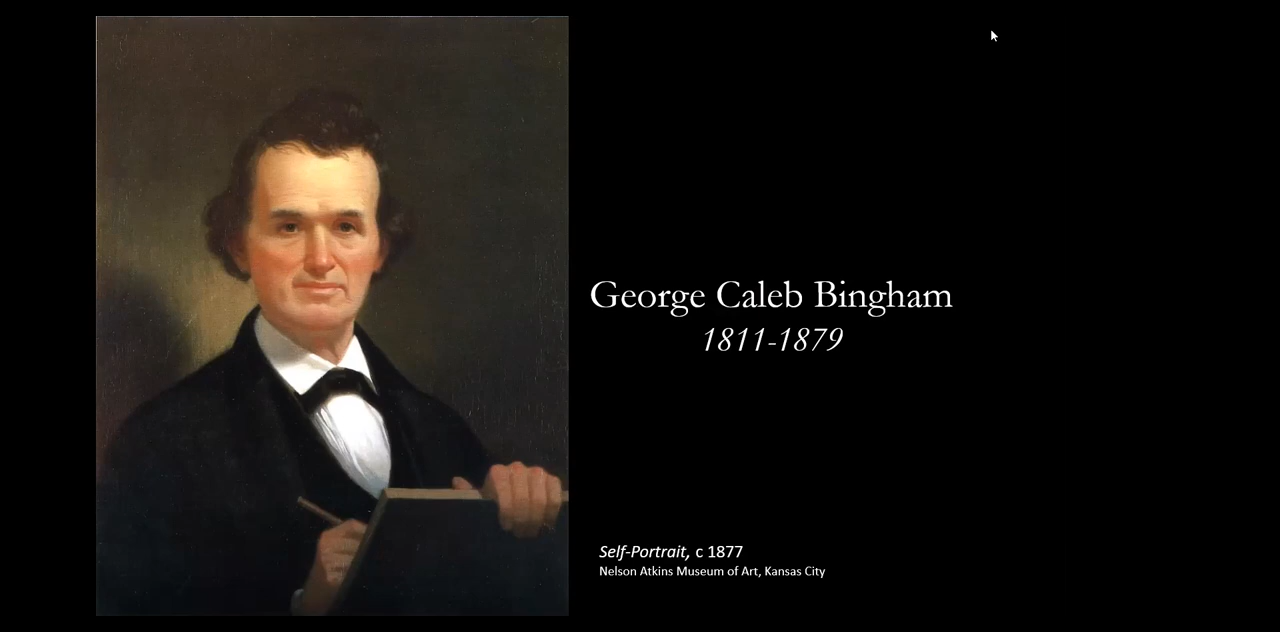 George Caleb Bingham
1811-1879
Self-Portrait, c 1877
Nelson Atkins Museum of Art, Kansas City